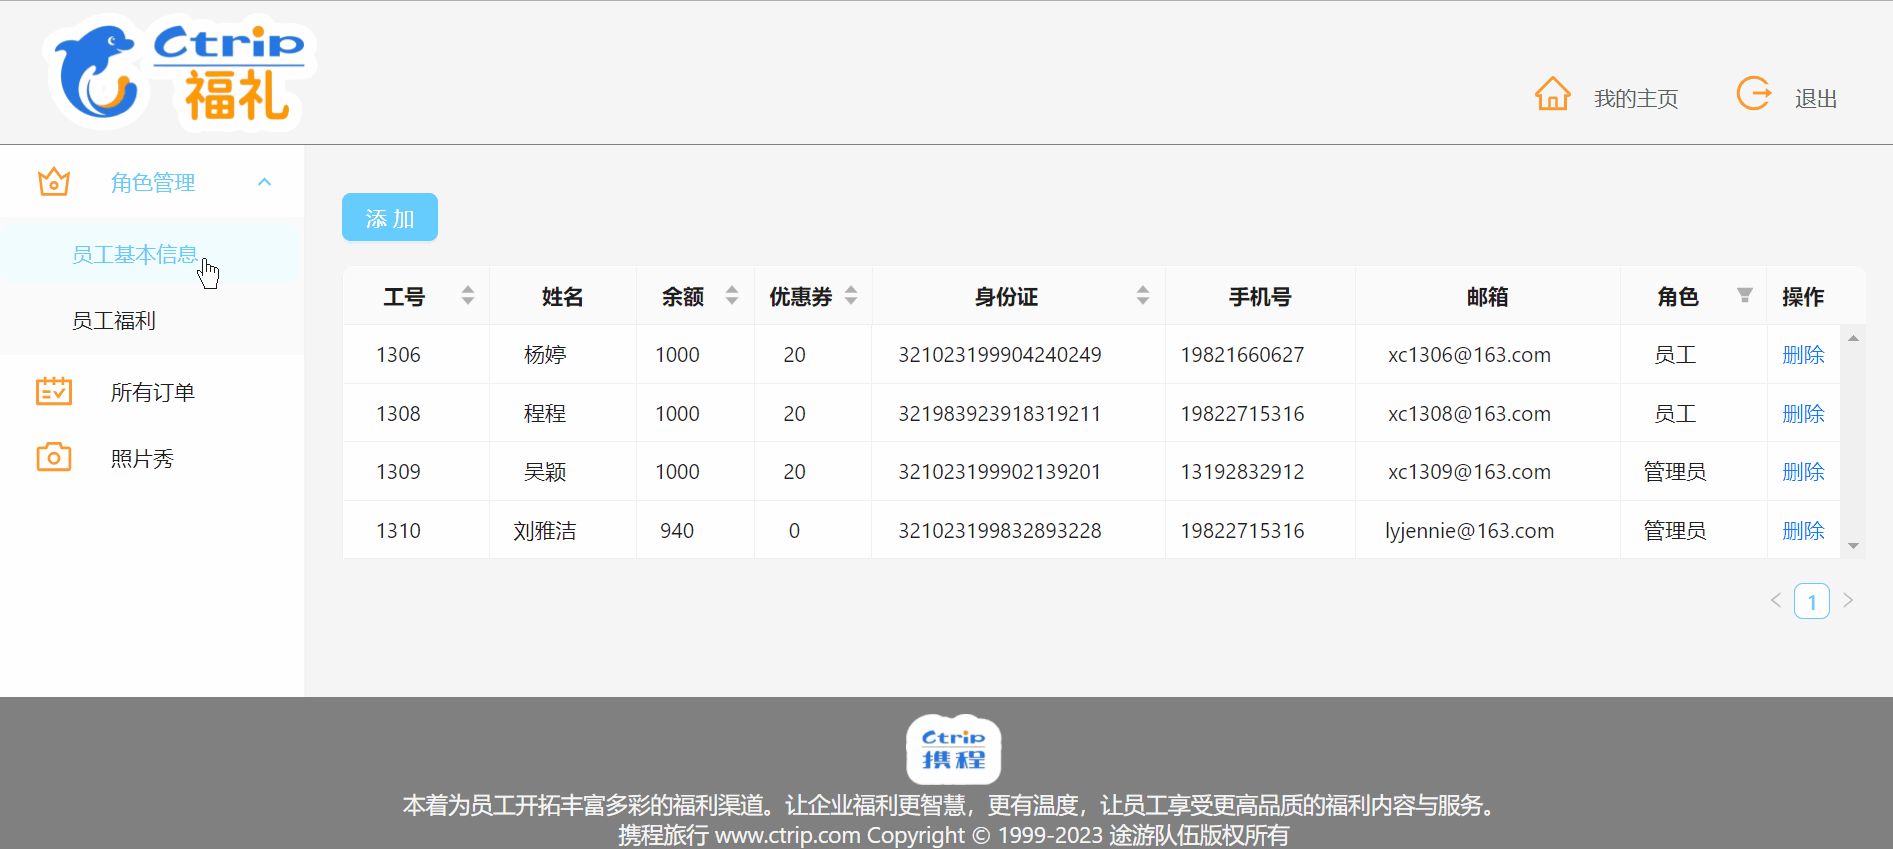 Ctrip
福礼
我的主页 退出
角色管理
员工基本信息
员工福利
所有订单
照片秀
添 加
工号 姓名 余额 优惠券 身份证 手机号 邮箱 角色 操作
1306 杨婷 1000 20 321023199904240249 19821660627 xc1306@163.com 员工 删除
1308 程程 1000 20 321983923918319211 19822715316 xc1308@163.com 员工 删除
1309 吴颖 1000 20 321023199902139201 13192832912 xc1309@163.com 管理员 删除
1310 刘雅洁 940 0 321023199832893228 19822715316 lyjennie@163.com 管理员 删除
1
Ctrip
携程
本着为员工开拓丰富多彩的福利渠道。让企业福利更智慧，更有温度，让员工享受更高品质的福利内容与服务。
携程旅行 www.ctrip.com Copyright © 1999-2023 途游队伍版权所有